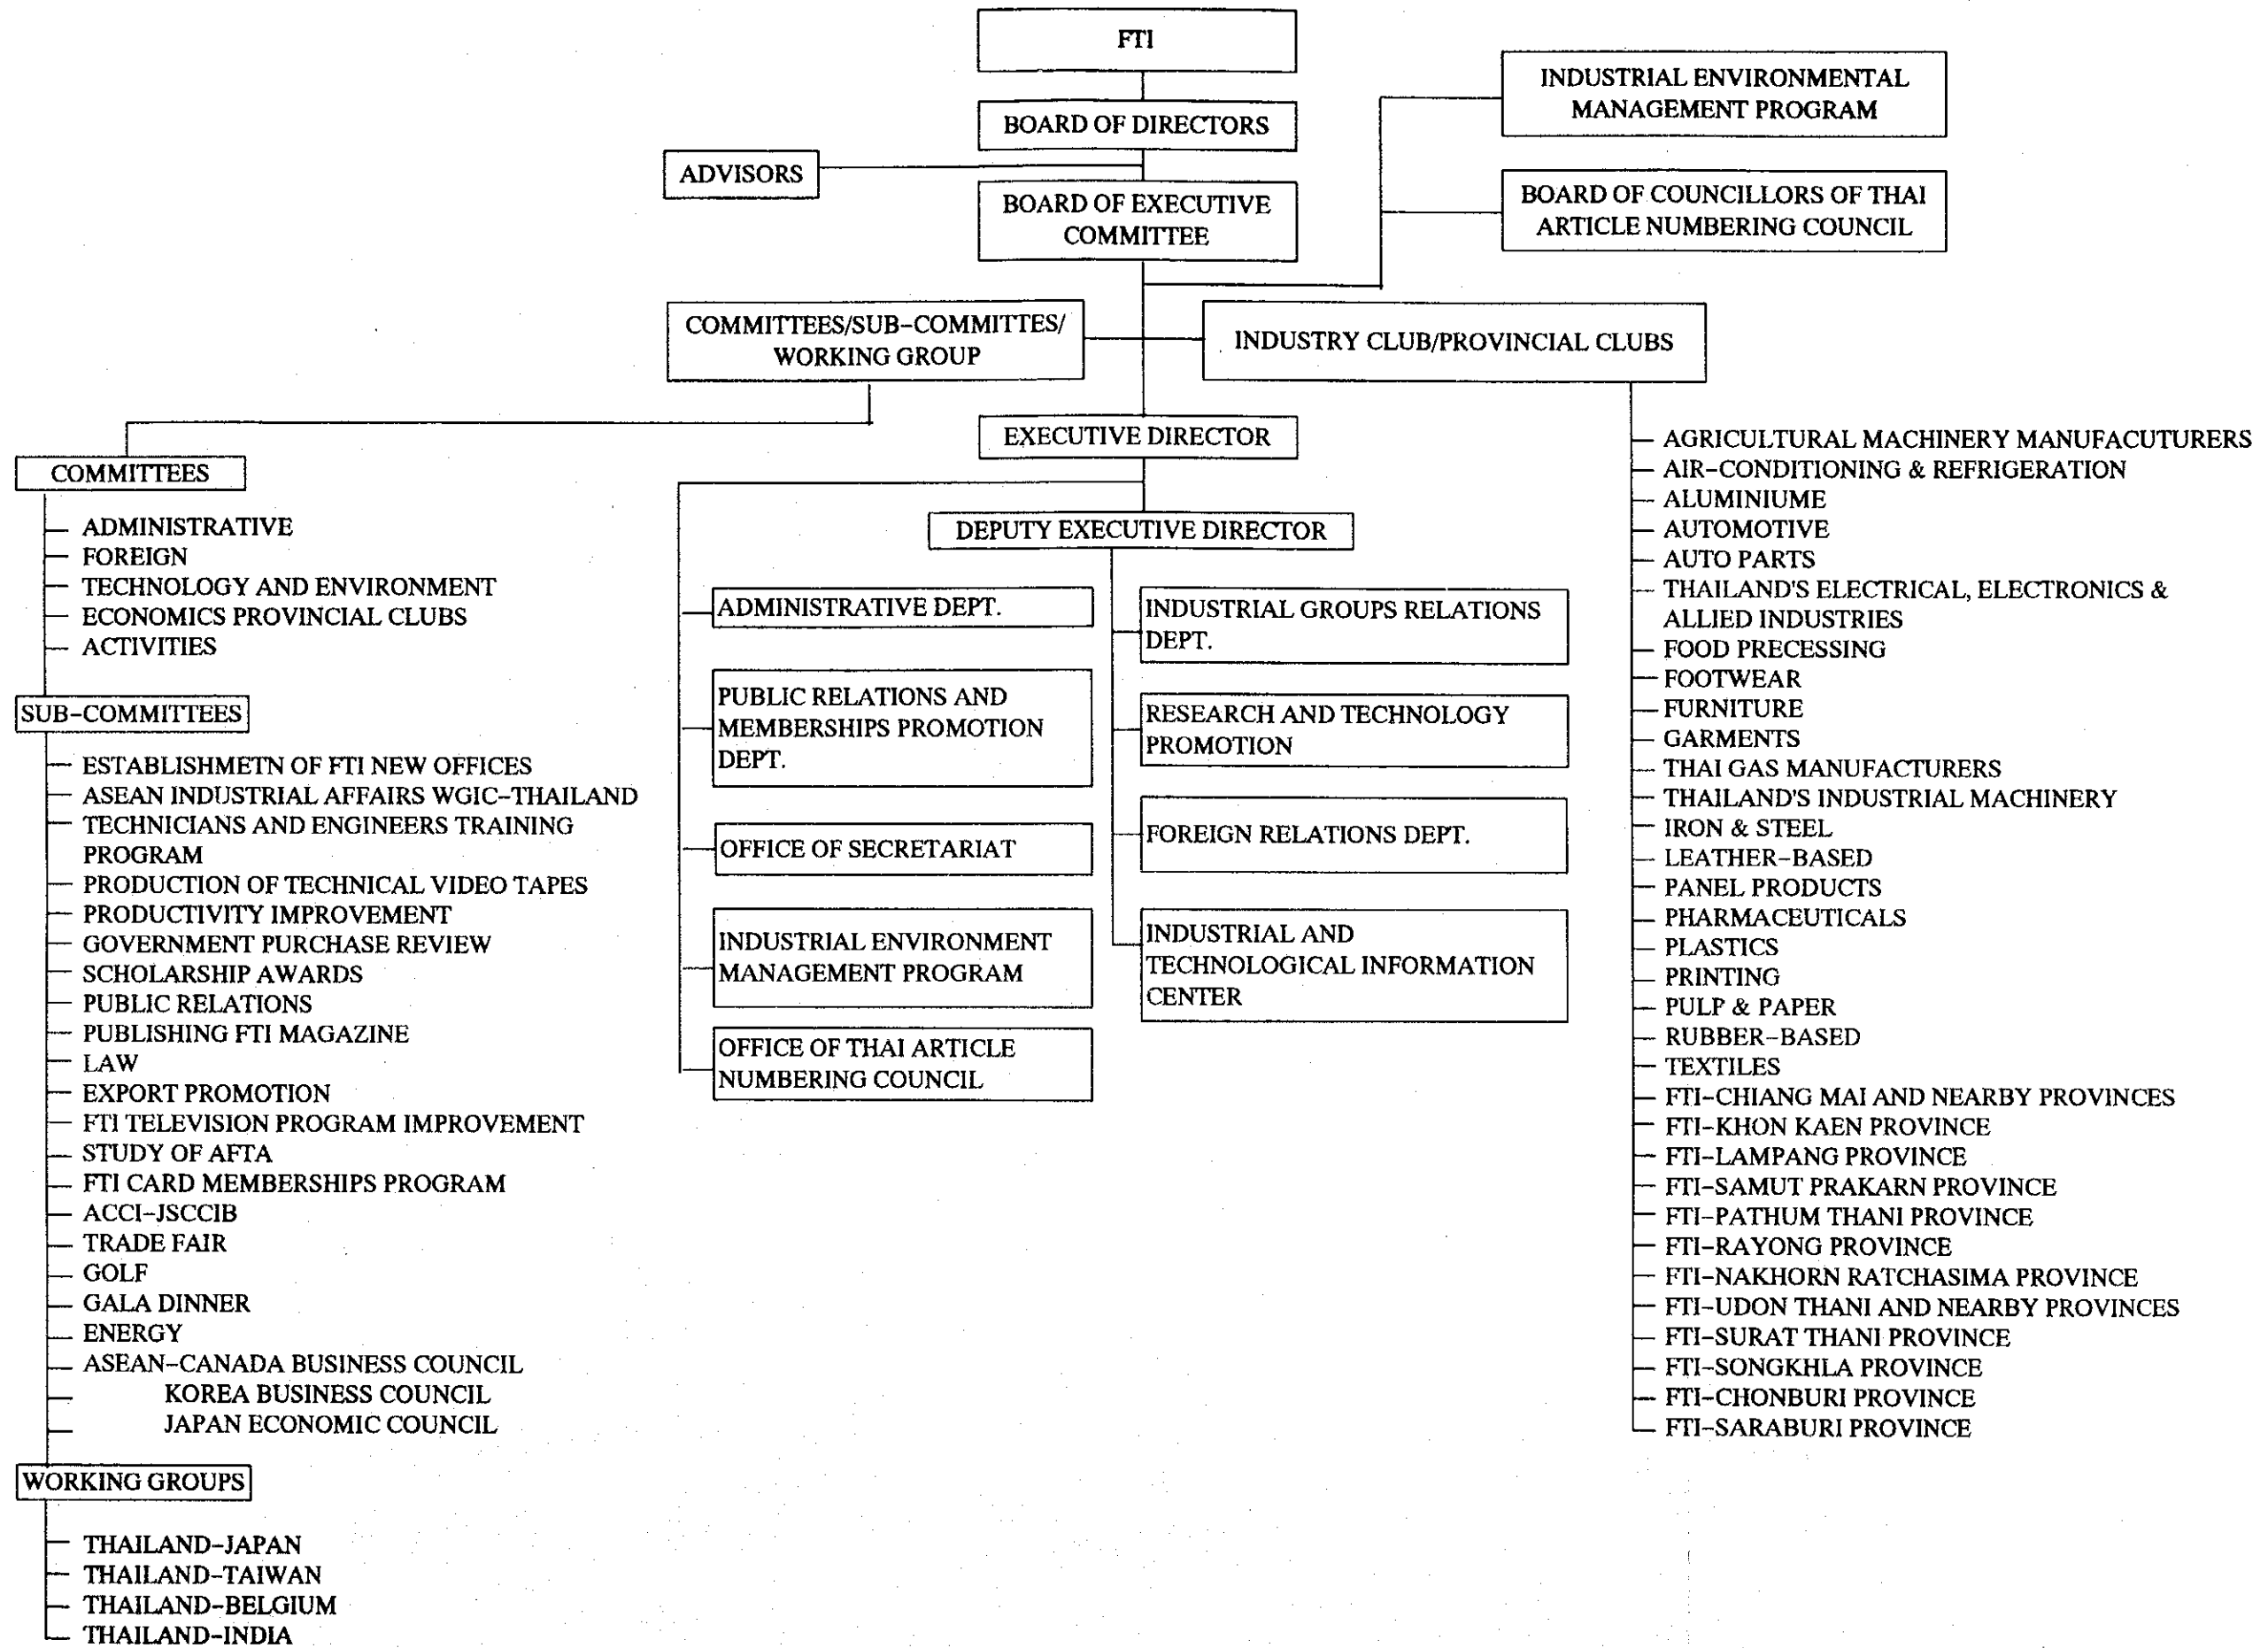 FTI
BOARD OF DIRECTORS
ADVISORS
BOARD OF EXECUTIVE
COMMITTEE
INDUSTRIAL ENVIRONMENTAL
MANAGEMENT PROGRAM
BOARD OF COUNCILLORS OF THAI
ARTICLE NUMBERING COUNCIL
COMMITTEES/SUB-COMMITTES/
WORKING GROUP
INDUSTRY CLUB/PROVINCIAL CLUBS
COMMITTEES
ADMINISTRATIVE
FOREIGN
TECHNOLOGY AND ENVIRONMENT
ECONOMICS PROVINCIAL CLUBS
ACTIVITIES
SUB-COMMITTEES
ESTABLISHMETN OF FTI NEW OFFICES
ASEAN INDUSTRIAL AFFAIRS WGIC-THAILAND
TECHNICIANS AND ENGINEERS TRAINING
PROGRAM
PRODUCTION OF TECHNICAL VIDEO TAPES
PRODUCTIVITY IMPROVEMENT
GOVERNMENT PURCHASE REVIEW
SCHOLARSHIP AWARDS
PUBLIC RELATIONS
PUBLISHING FTI MAGAZINE
LAW
EXPORT PROMOTION
FTI TELEVISION PROGRAM IMPROVEMENT
STUDY OF AFTA
FTI CARD MEMBERSHIPS PROGRAM
ACCI-JSCCIB
TRADE FAIR
GOLF
GALA DINNER
ENERGY
ASEAN-CANADA BUSINESS COUNCIL
KOREA BUSINESS COUNCIL
JAPAN ECONOMIC COUNCIL
WORKING GROUPS
THAILAND-JAPAN
THAILAND-TAIWAN
THAILAND-BELGIUM
THAILAND-INDIA
EXECUTIVE DIRECTOR
DEPUTY EXECUTIVE DIRECTOR
ADMINISTRATIVE DEPT.
PUBLIC RELATIONS AND
MEMBERSHIPS PROMOTION
DEPT.
OFFICE OF SECRETARIAT
INDUSTRIAL ENVIRONMENT
MANAGEMENT PROGRAM
OFFICE OF THAI ARTICLE
NUMBERING COUNCIL
INDUSTRIAL GROUPS RELATIONS
DEPT.
RESEARCH AND TECHNOLOGY
PROMOTION
FOREIGN RELATIONS DEPT.
INDUSTRIAL AND
TECHNOLOGICAL INFORMATION
CENTER
AGRICULTURAL MACHINERY MANUFACUTURERS
AIR-CONDITIONING & REFRIGERATION
ALUMINIUME
AUTOMOTIVE
AUTO PARTS
THAILAND'S ELECTRICAL, ELECTRONICS &
ALLIED INDUSTRIES
FOOD PRECESSING
FOOTWEAR
FURNITURE
GARMENTS
THAI GAS MANUFACTURERS
THAILAND'S INDUSTRIAL MACHINERY
IRON & STEEL
LEATHER-BASED
PANEL PRODUCTS
PHARMACEUTICALS
PLASTICS
PRINTING
PULP & PAPER
RUBBER-BASED
TEXTILES
FTI-CHIANG MAI AND NEARBY PROVINCES
FTI-KHON KAEN PROVINCE
FTI-LAMPANG PROVINCE
FTI-SAMUT PRAKARN PROVINCE
FTI-PATHUM THANI PROVINCE
FTI-RAYONG PROVINCE
FTI-NAKHORN RATCHASIMA PROVINCE
FTI-UDON THANI AND NEARBY PROVINCES
FTI-SURAT THANI PROVINCE
FTI-SONGKHLA PROVINCE
FTI-CHONBURI PROVINCE
FTI-SARABURI PROVINCE